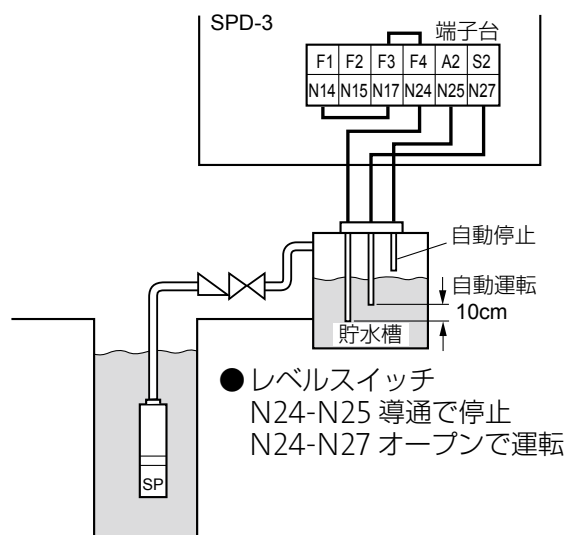 SPD-3
端子台
F1 F2 F3 F4 A2 S2
N14 N15 N17 N24 N25 N27
自動停止
自動運転
10cm
貯水槽
●レベルスイッチ
N24-N25 導通で停止
N24-N27 オープンで運転
SP